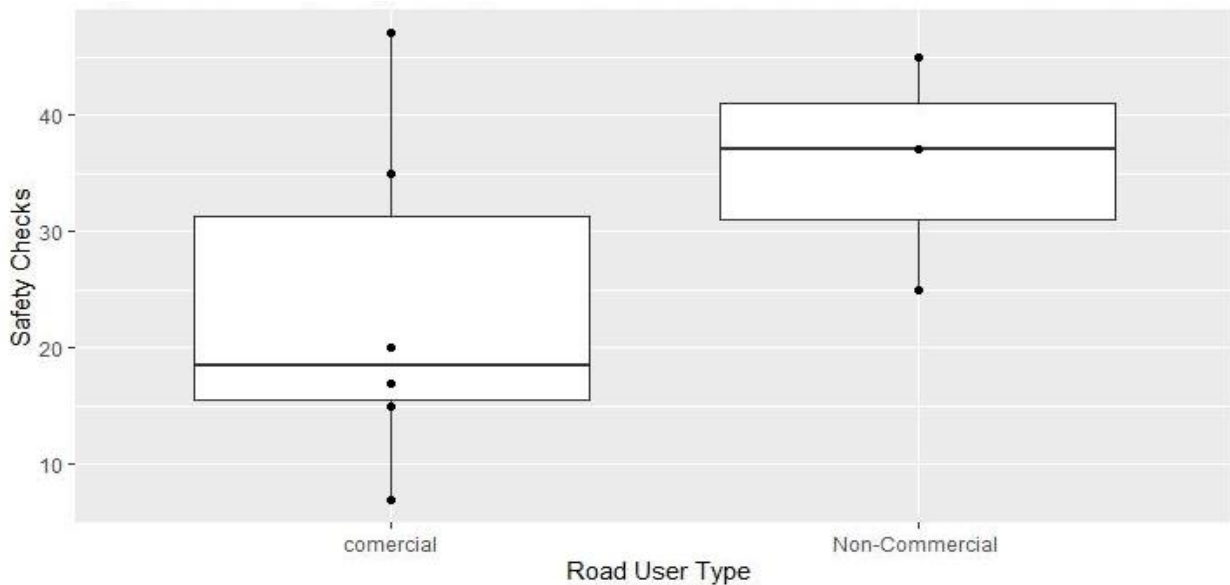 Safety Checks
40
30
20
10
comercial
Non-Commercial
Road User Type